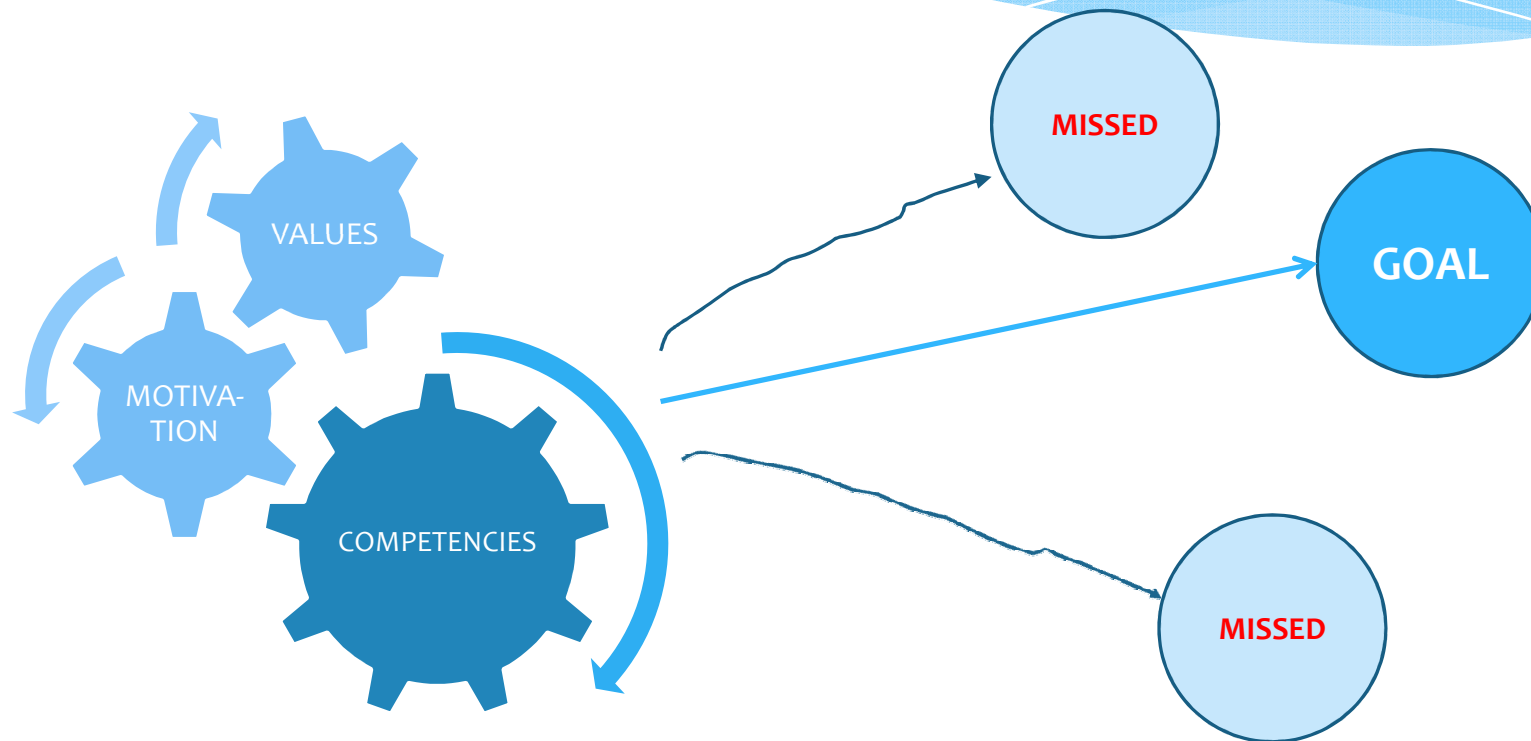 MISSED
VALUES
GOAL
MOTIVA-
TION
COMPETENCIES
MISSED